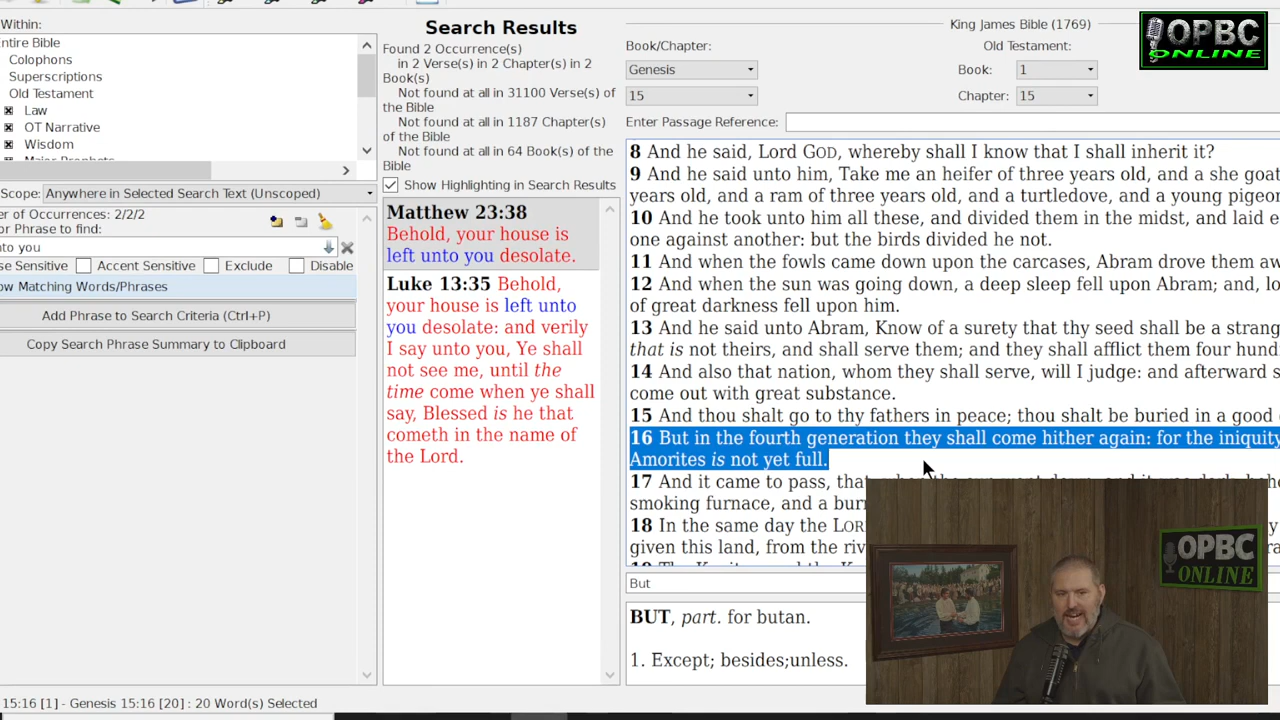 Within:
ntire Bible
Colophons
Superscriptions
Old Testament
Law
OT Narrative
Wisdom
Major Prophets
Scope: Anywhere in Selected Search Text (Unscoped)
er of Occurrences: 2/2/2
or Phrase to find:
to you
se Sensitive Accent Sensitive Exclude Disable
ow Matching Words/Phrases
Add Phrase to Search Criteria (Ctrl+P)
Copy Search Phrase Summary to Clipboard
Search Results
Found 2 Occurrence(s)
in 2 Verse(s) in 2 Chapter(s) in 2
Book(s)
Not found at all in 31100 Verse(s) of
the Bible
Not found at all in 1187 Chapter(s)
of the Bible
Not found at all in 64 Book(s) of the
Bible
Show Highlighting in Search Results
Matthew 23:38
Behold, your house is
left unto you desolate.
Luke 13:35 Behold,
your house is left unto
you desolate: and verily
I say unto you, Ye shall
not see me, until the
time come when ye shall
say, Blessed is he that
cometh in the name of
the Lord.
King James Bible (1769)
Book/Chapter:
Old Testament:
Genesis
Book: 1
15
Chapter: 15
Enter Passage Reference:
8 And he said, Lord GOD, whereby shall I know that I shall inherit it?
9 And he said unto him, Take me an heifer of three years old, and a she goat
years old, and a ram of three years old, and a turtledove, and a young pigeo
10 And he took unto him all these, and divided them in the midst, and laid e
one against another: but the birds divided he not.
11 And when the fowls came down upon the carcases, Abram drove them aw
12 And when the sun was going down, a deep sleep fell upon Abram; and, lo
of great darkness fell upon him.
13 And he said unto Abram, Know of a surety that thy seed shall be a strang
that is not theirs, and shall serve them; and they shall afflict them four hund
14 And also that nation, whom they shall serve, will I judge: and afterward s
come out with great substance.
15 And thou shalt go to thy fathers in peace; thou shalt be buried in a good
16 But in the fourth generation they shall come hither again: for the iniquity
Amorites is not yet full.
17 And it came to pass, that, when the sun went down, and it was dark, behe
smoking furnace, and a bur
18 In the same day the LOR
given this land, from the riv
But
BUT, part. for butan.
1. Except; besides;unless.
15:16 [1] - Genesis 15:16 [20] : 20 Word(s) Selected
OPBC
ONLINE
OPBC
ONLINE